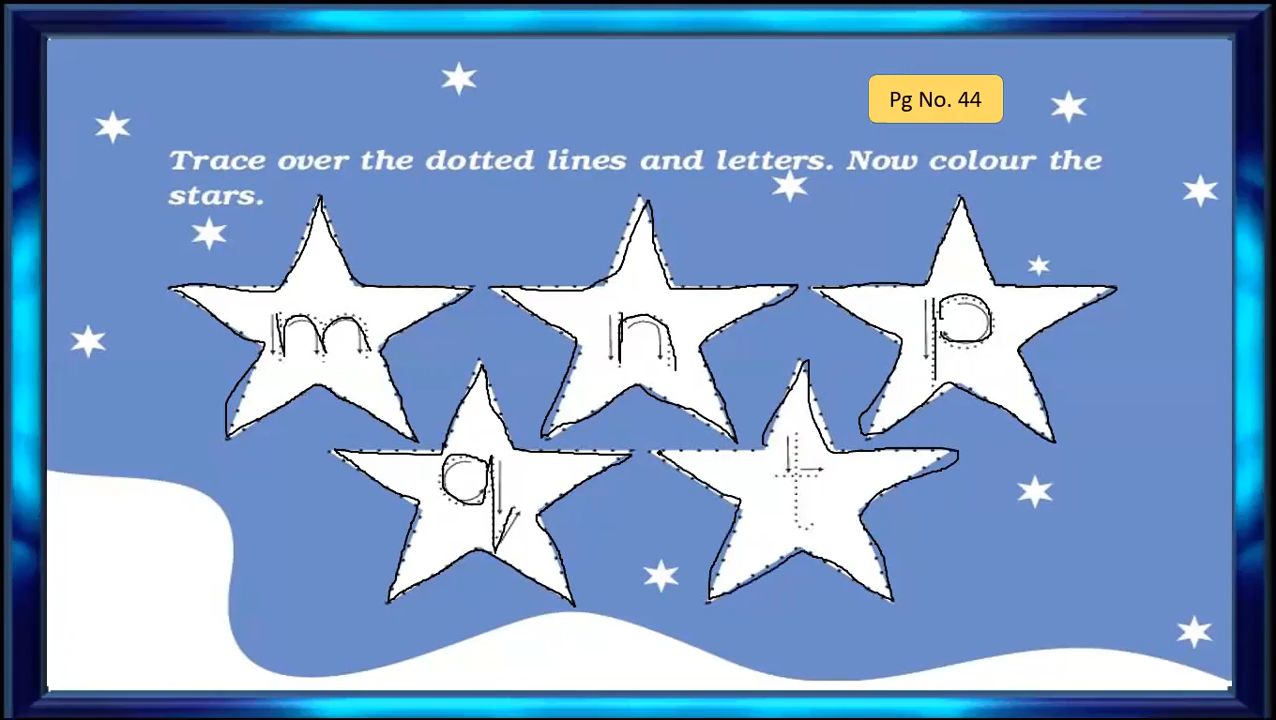 Pg No. 44
Trace over the dotted lines and letters. Now colour the
stars.
m n p
q t